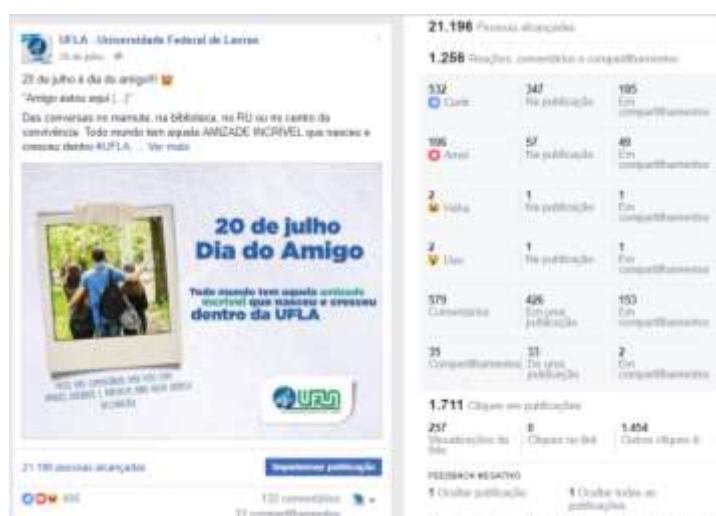 UFLA - Universidade Federal de Lavras
20 de julho
20 de julho é dia do amigo!!!
"Amigo estou aqui (...)"
Das conversas no mamute, na biblioteca, no RU ou no centro de
convivência. Todo mundo tem aquela AMIZADE INCRÍVEL que nasceu e
cresceu dentro #UFLA ... Ver mais
20 de julho
Dia do Amigo
Todo mundo tem aquela amizade
incrível que nasceu e cresceu
dentro da UFLA
UFLA
21.196 pessoas alcançadas
Impulsionar publicação
132 comentários
33 compartilhamentos
21.196 Pessoas alcançadas
1.256 Reações, comentários e compartilhamentos
532
Curtir
347
Na publicação
185
Em
compartilhamentos
106
Amei
57
Na publicação
49
Em
compartilhamentos
2
Haha
1
Na publicação
1
Em
compartilhamentos
2
Uau
1
Na publicação
1
Em
compartilhamentos
579
Comentários
426
Em uma
publicação
153
Em
compartilhamentos
35
Compartilhamentos
33
De uma
publicação
2
Em
compartilhamentos
1.711 Cliques em publicações
257
Visualizações da
foto
0
Cliques no link
1.454
Outros cliques
FEEDBACK NEGATIVO
1 Ocultar publicação
1 Ocultar todas as
publicações